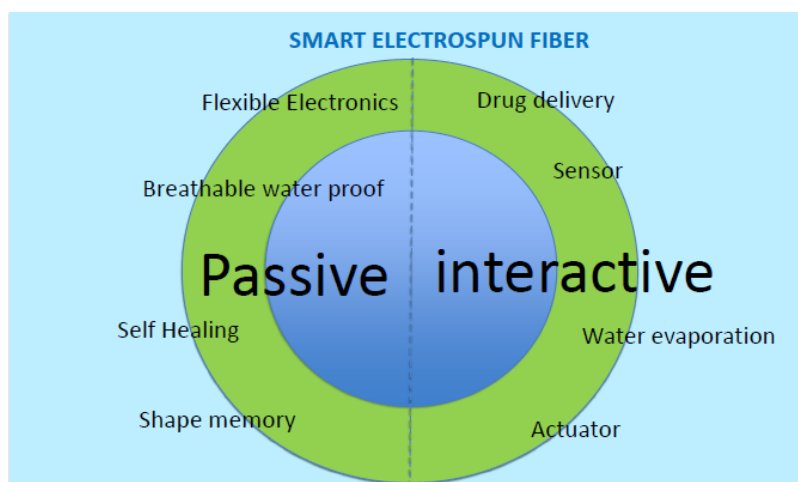 SMART ELECTROSPUN FIBER
Flexible Electronics
Drug delivery
Breathable water proof
Sensor
Passive
interactive
Self Healing
Water evaporation
Shape memory
Actuator